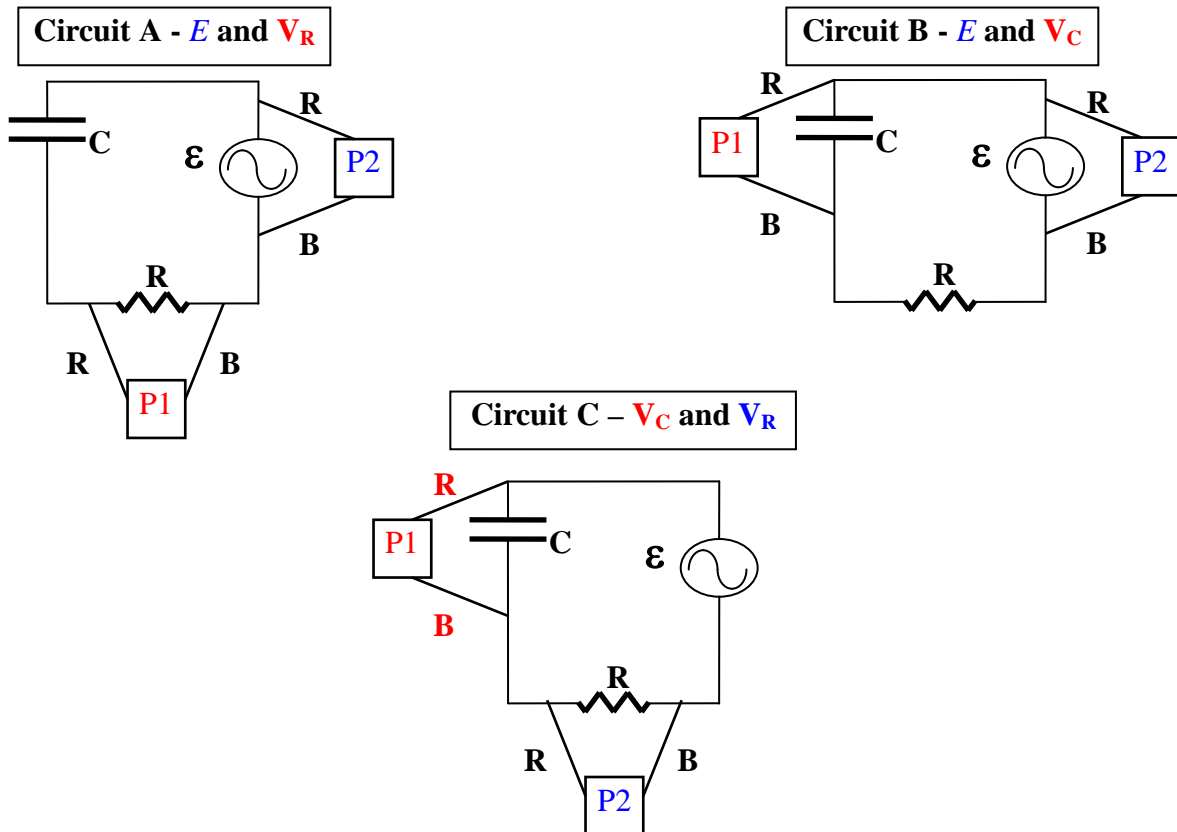 Circuit A - E and V_R
R
C
ε
P2
B
R
R
B
P1
Circuit B - E and V_C
R
R
P1
C
ε
P2
B
B
R
Circuit C – V_C and V_R
R
P1
C
ε
B
R
R
B
P2